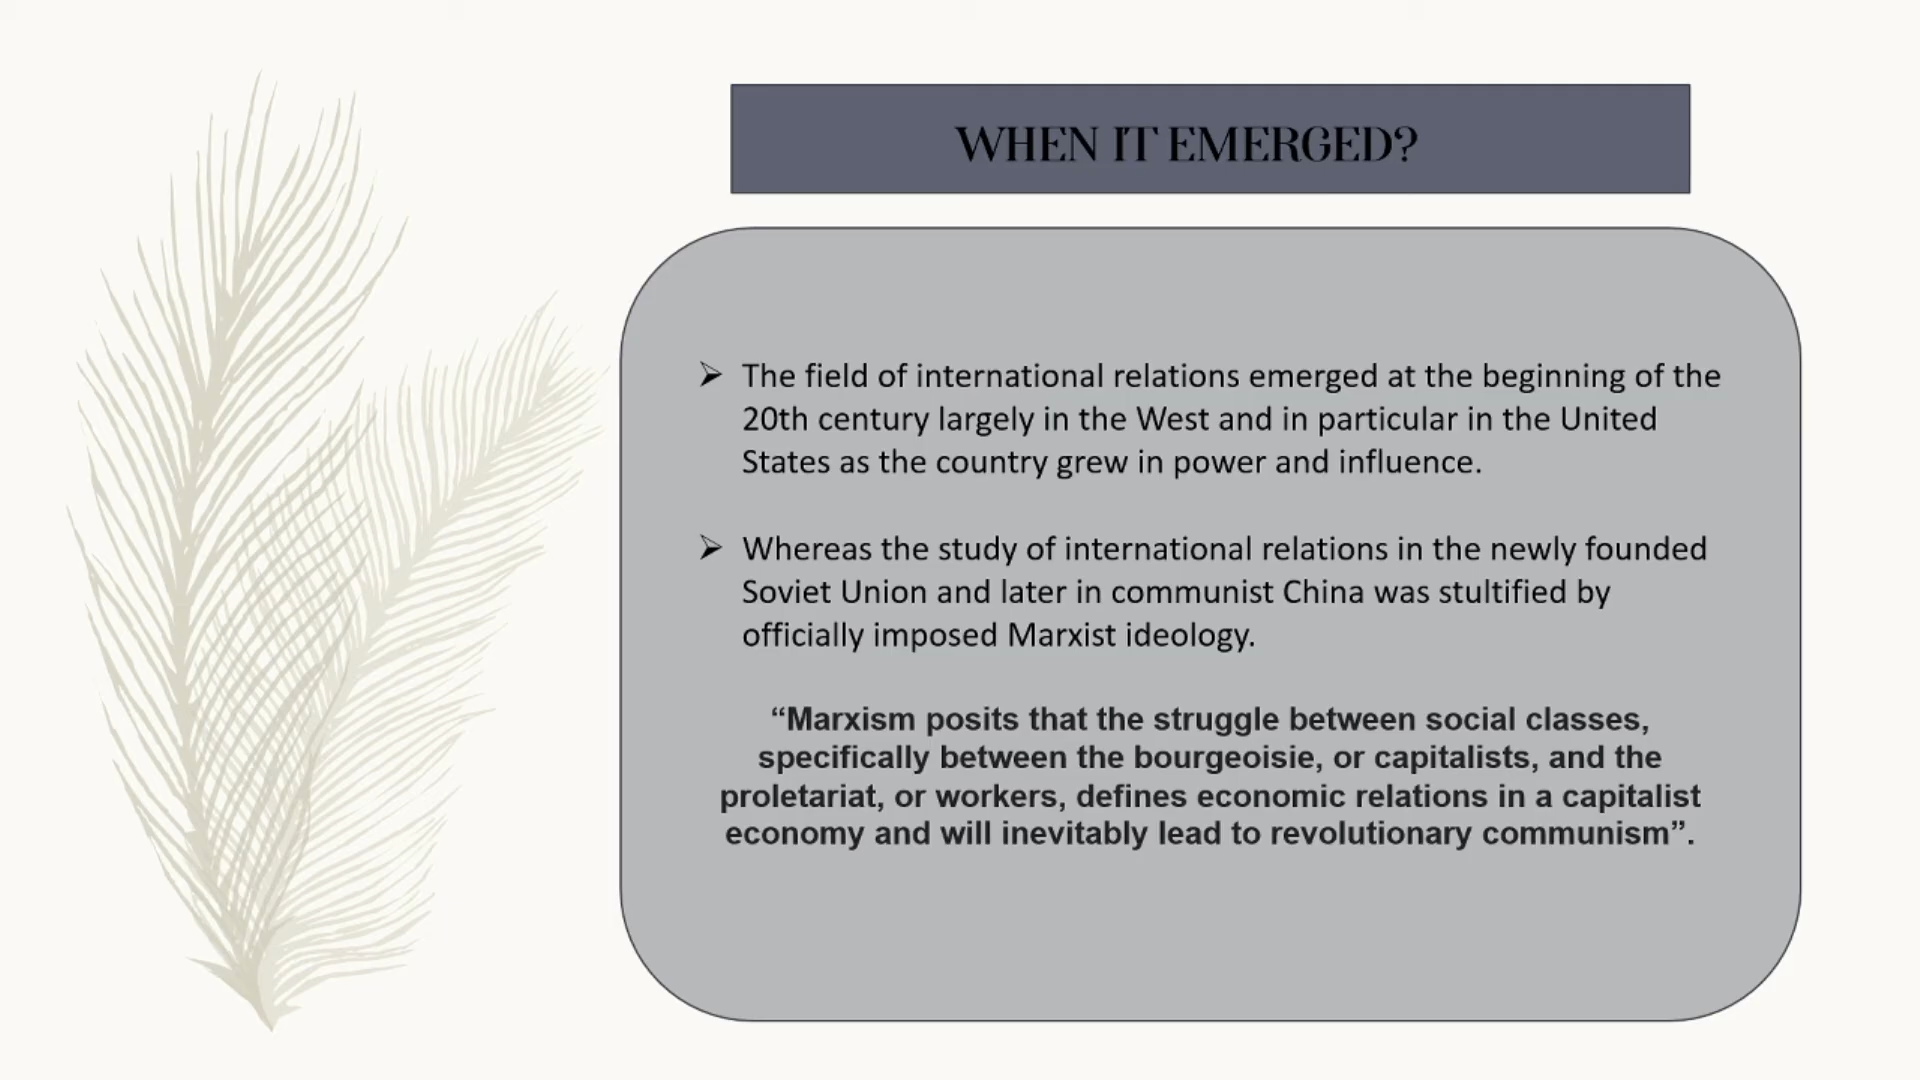 WHEN IT EMERGED?
➤ The field of international relations emerged at the beginning of the
20th century largely in the West and in particular in the United
States as the country grew in power and influence.
➤ Whereas the study of international relations in the newly founded
Soviet Union and later in communist China was stultified by
officially imposed Marxist ideology.
“Marxism posits that the struggle between social classes,
specifically between the bourgeoisie, or capitalists, and the
proletariat, or workers, defines economic relations in a capitalist
economy and will inevitably lead to revolutionary communism”.